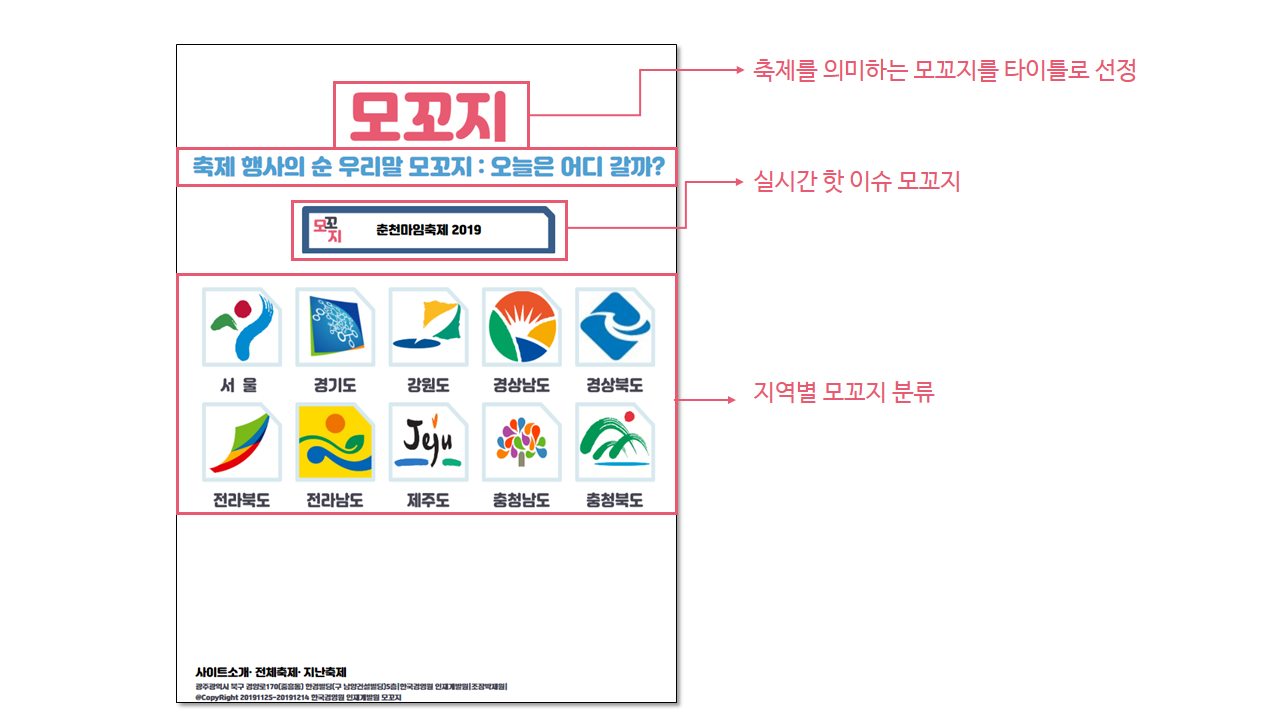 모꼬지
축제를 의미하는 모꼬지를 타이틀로 선정
축제 행사의 순 우리말 모꼬지 : 오늘은 어디 갈까?
실시간 핫 이슈 모꼬지
모꼬
지
춘천마임축제 2019
서 울 경기도 강원도 경상남도 경상북도
지역별 모꼬지 분류
Jeju
전라북도 전라남도 제주도 충청남도 충청북도
사이트소개· 전체축제· 지난축제
광주광역시 북구 경양로170(중흥동) 한경빌딩(구 남양건설빌딩)5층|한국경영원 인재개발원|조장박제원|
@CopyRight 20191125~20191214 한국경영원 인재개발원 모꼬지